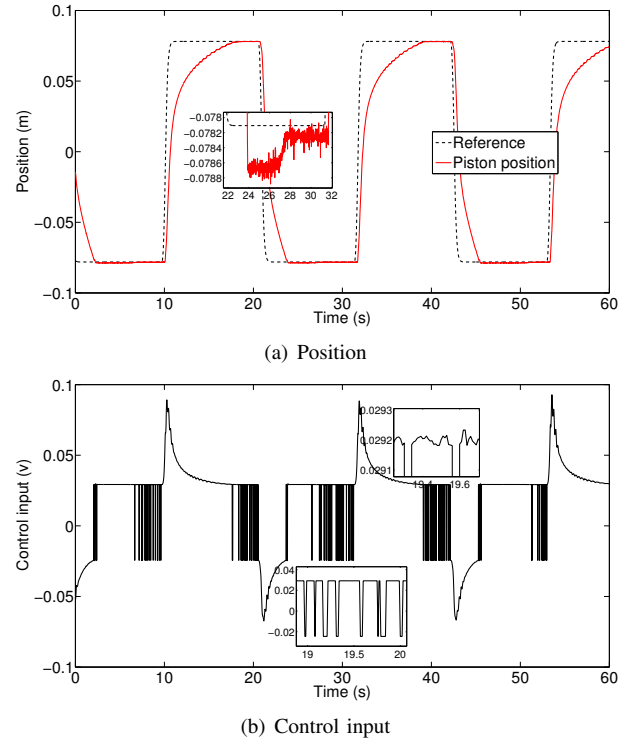 0.1
0.05
0
−0.05
−0.1
Position (m)
−0.078
−0.0782
−0.0784
−0.0786
−0.0788
22 24 26 28 30 32
Reference
Piston position
0 10 20 30 40 50 60
Time (s)
(a) Position
0.1
0.05
0
−0.05
−0.1
Control input (v)
0.0293
0.0292
0.0291
19.4 19.6
0.04
0.02
0
−0.02
19 19.5 20
0 10 20 30 40 50 60
Time (s)
(b) Control input